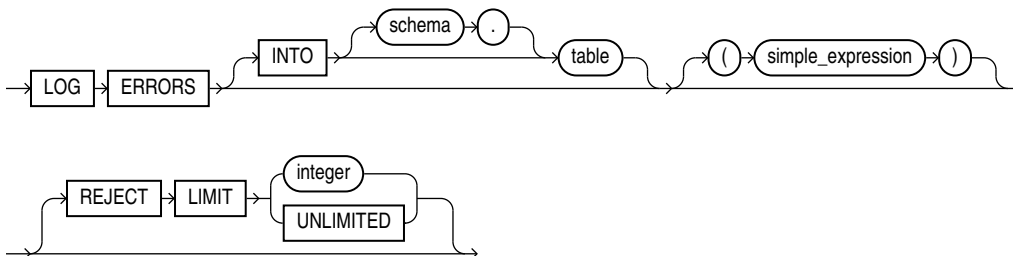 schema .
INTO table ( simple_expression )
LOG ERRORS
integer
REJECT LIMIT
UNLIMITED